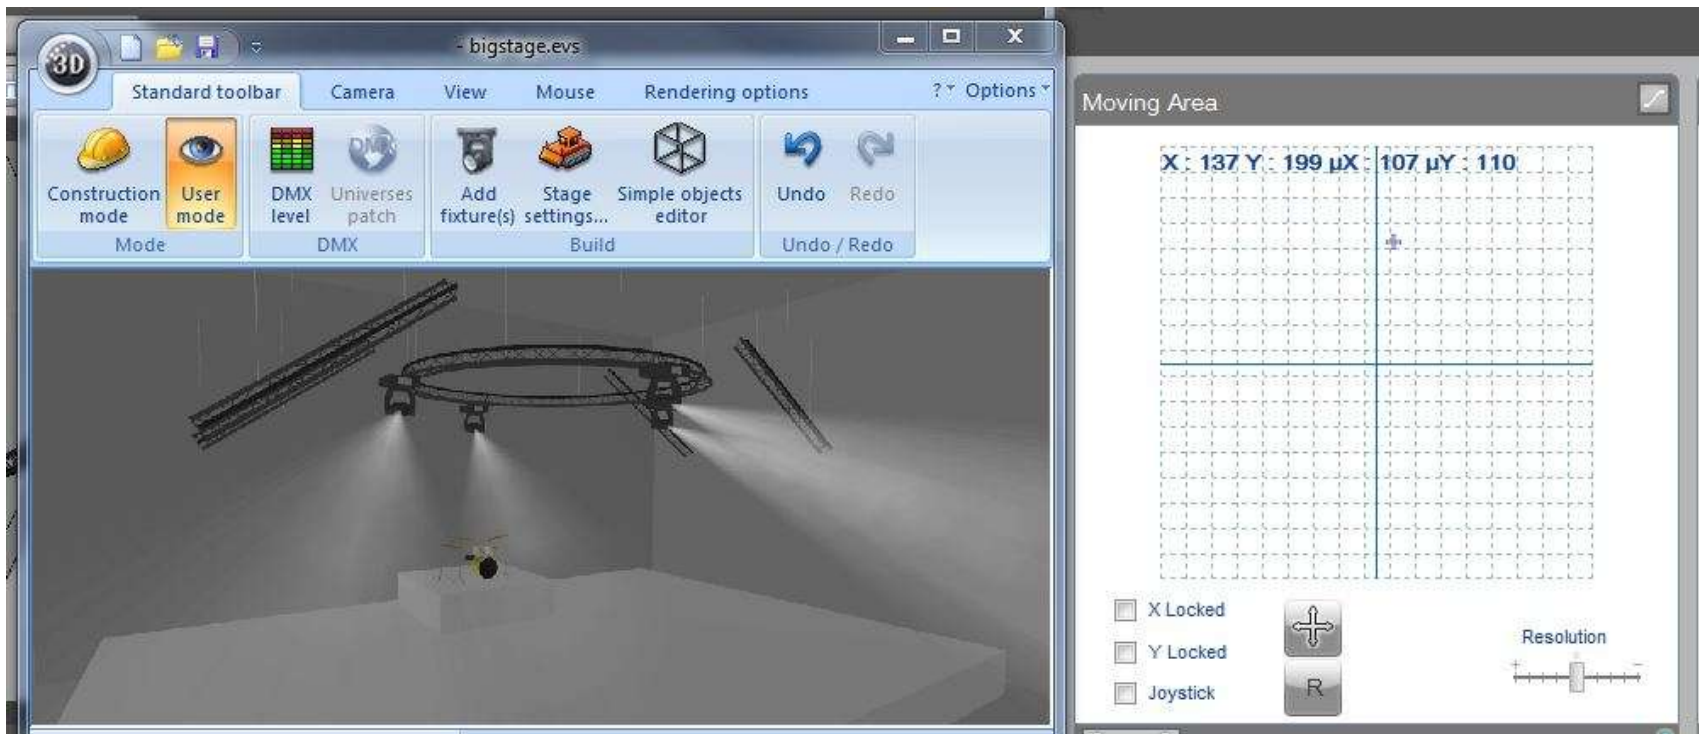 3D
- bigstage.evs
Standard toolbar Camera View Mouse Rendering options ? Options
Construction mode
User mode
DMX level
Universes patch
Add fixture(s)
Stage settings...
Simple objects editor
Undo
Redo
Mode DMX Build Undo / Redo
Moving Area
X : 137 Y : 199 µX : 107 µY : 110
X Locked
Y Locked
Joystick
R
Resolution
+ -